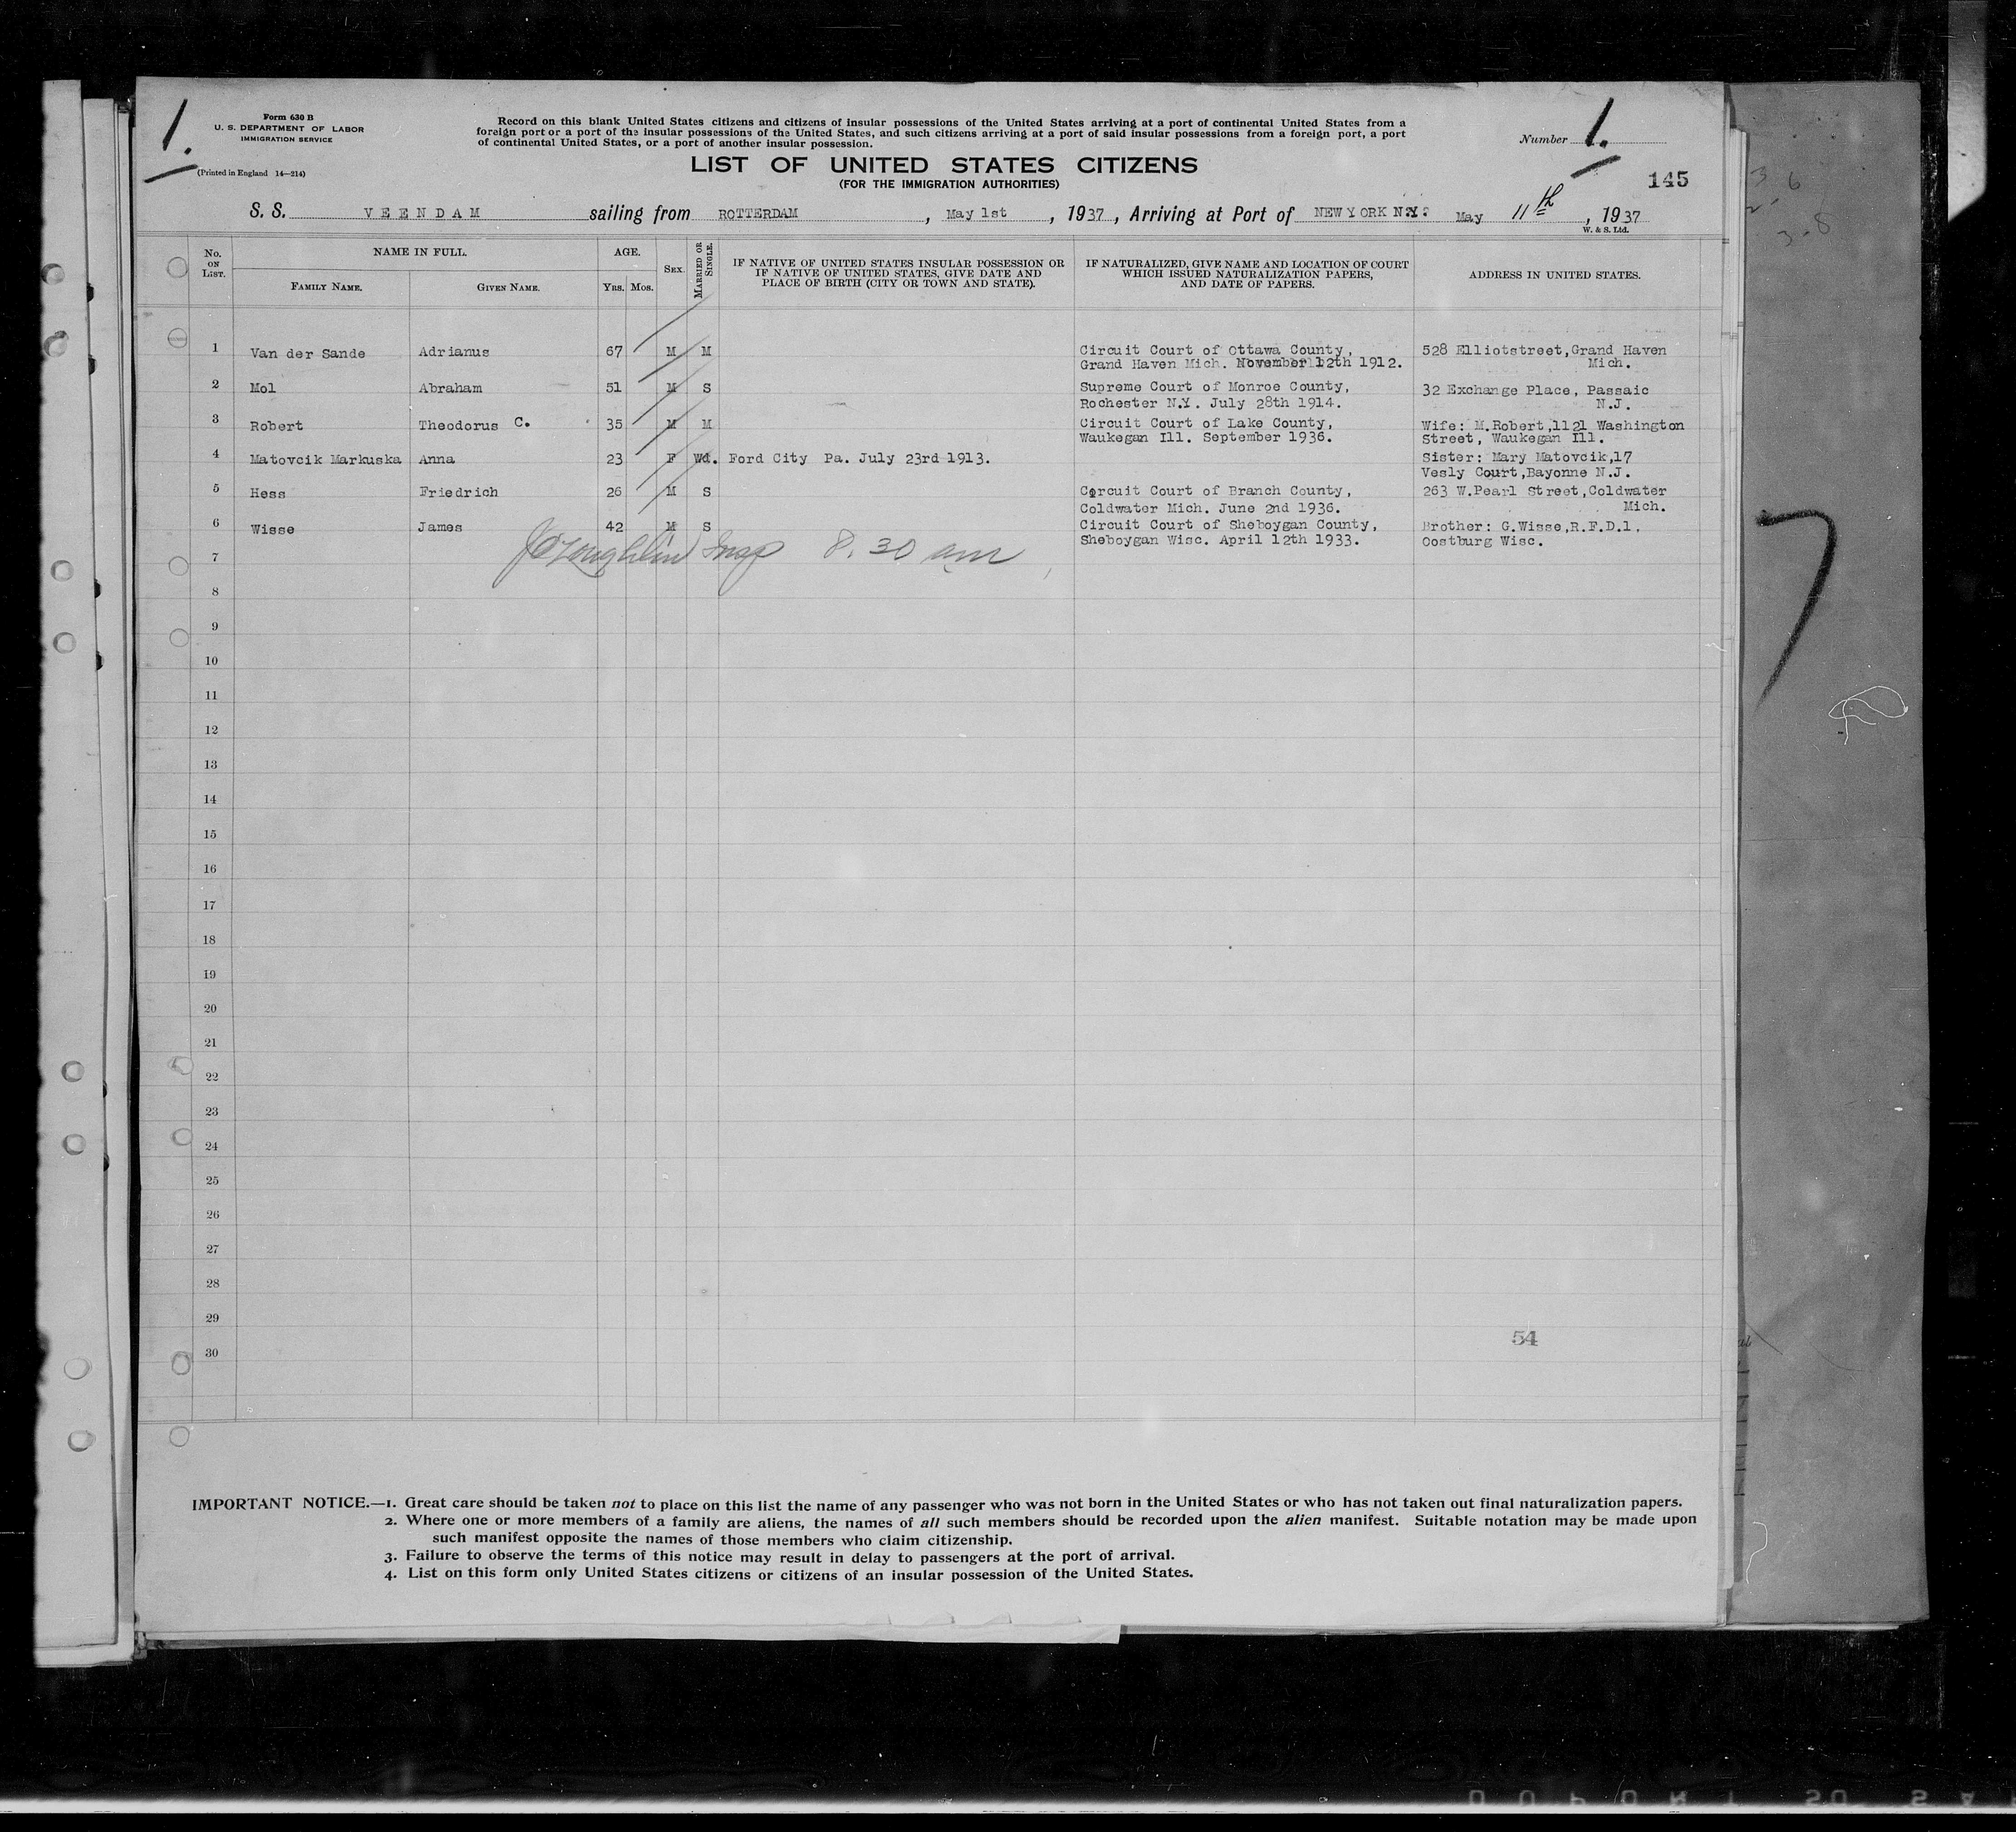 1.
Form 630 B
U. S. DEPARTMENT OF LABOR
IMMIGRATION SERVICE
(Printed in England 14—214)
Record on this blank United States citizens and citizens of insular possessions of the United States arriving at a port of continental United States from a
foreign port or a port of the insular possessions of the United States, and such citizens arriving at a port of said insular possessions from a foreign port, a port
of continental United States, or a port of another insular possession.
Number 1.
LIST OF UNITED STATES CITIZENS
(FOR THE IMMIGRATION AUTHORITIES)
145
S. S. VEENDAM sailing from ROTTERDAM, May 1st, 1937, Arriving at Port of NEW YORK N.Y. May 11th, 1937
W. & S. Ltd.
No. ON LIST.
NAME IN FULL.
FAMILY NAME. GIVEN NAME.
AGE.
YRS. MOS.
SEX.
MARRIED OR SINGLE.
IF NATIVE OF UNITED STATES INSULAR POSSESSION OR
IF NATIVE OF UNITED STATES, GIVE DATE AND
PLACE OF BIRTH (CITY OR TOWN AND STATE).
IF NATURALIZED, GIVE NAME AND LOCATION OF COURT
WHICH ISSUED NATURALIZATION PAPERS,
AND DATE OF PAPERS.
ADDRESS IN UNITED STATES.
1 Van der Sande Adrianus 67 M M Circuit Court of Ottawa County, 528 Elliotstreet,Grand Haven
Grand Haven Mich. November 12th 1912. Mich.
2 Mol Abraham 51 M S Supreme Court of Monroe County, 32 Exchange Place, Passaic
Rochester N.Y. July 28th 1914. N.J.
3 Robert Theodorus C. 35 M M Circuit Court of Lake County, Wife: M.Robert,1121 Washington
Waukegan Ill. September 1936. Street, Waukegan Ill.
4 Matovcik Markuska Anna 23 F Wd. Ford City Pa. July 23rd 1913. Sister: Mary Matovcik,17
Vesly Court,Bayonne N.J.
5 Hess Friedrich 26 M S Circuit Court of Branch County, 263 W.Pearl Street,Coldwater
Coldwater Mich. June 2nd 1936. Mich.
6 Wisse James 42 M S Circuit Court of Sheboygan County, Brother: G.Wisse,R.F.D.1,
Sheboygan Wisc. April 12th 1933. Oostburg Wisc.
7 JO'Loughlin Insp 8.30 am
8
9
10
11
12
13
14
15
16
17
18
19
20
21
22
23
24
25
26
27
28
29
54
30
IMPORTANT NOTICE.—1. Great care should be taken not to place on this list the name of any passenger who was not born in the United States or who has not taken out final naturalization papers.
2. Where one or more members of a family are aliens, the names of all such members should be recorded upon the alien manifest. Suitable notation may be made upon
such manifest opposite the names of those members who claim citizenship.
3. Failure to observe the terms of this notice may result in delay to passengers at the port of arrival.
4. List on this form only United States citizens or citizens of an insular possession of the United States.
7